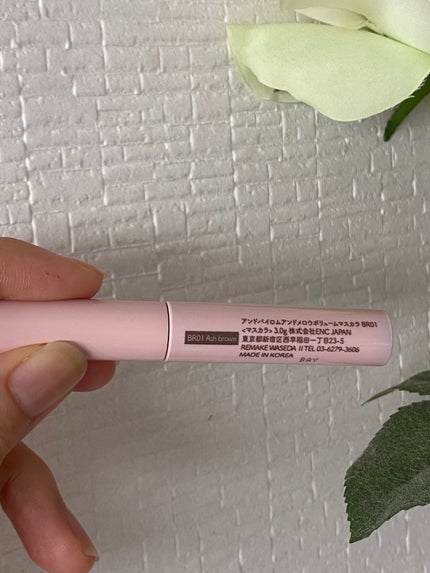 BR01 Ash brown
アンドバイロムアンドメロウボリュームマスカラ BR01
<マスカラ> 3.0g 株式会社ENC JAPAN
東京都新宿区西早稲田一丁目23-5
REMAKE WASEDA II TEL 03-6279-3606
MADE IN KOREA